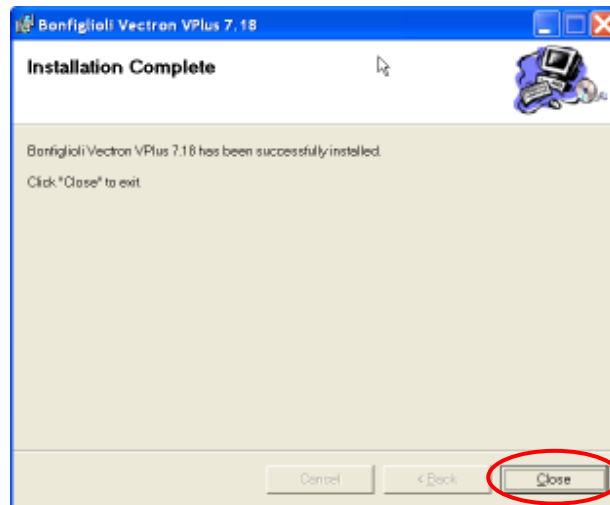 Bonfiglioli Vectron VPlus 7.18
Installation Complete
Bonfiglioli Vectron VPlus 7.18 has been successfully installed.
Click "Close" to exit.
Cancel
< Back
Close